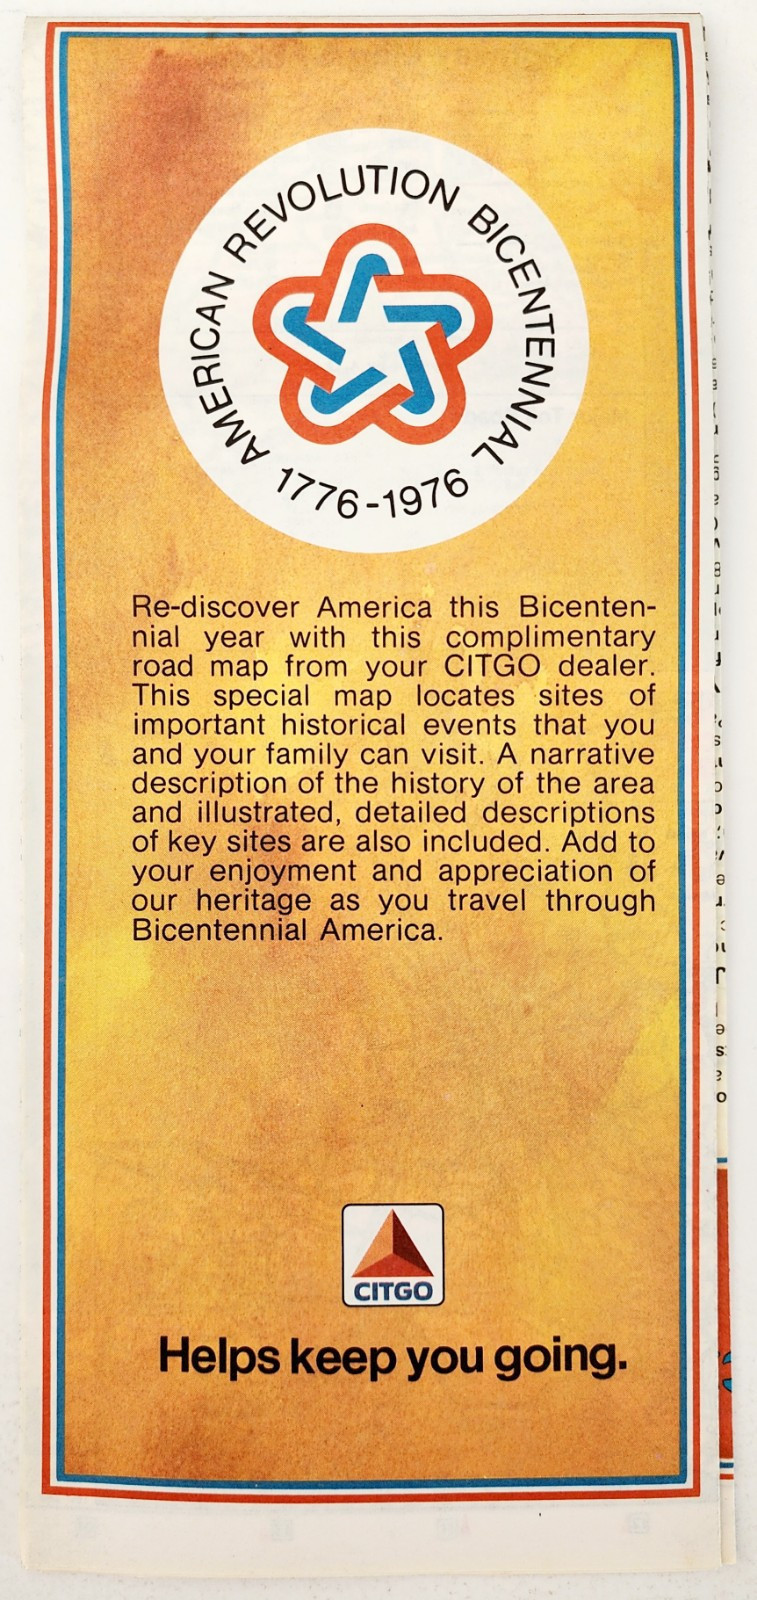 AMERICAN REVOLUTION BICENTENNIAL
1776-1976
Re-discover America this Bicenten-
nial year with this complimentary
road map from your CITGO dealer.
This special map locates sites of
important historical events that you
and your family can visit. A narrative
description of the history of the area
and illustrated, detailed descriptions
of key sites are also included. Add to
your enjoyment and appreciation of
our heritage as you travel through
Bicentennial America.
CITGO
Helps keep you going.